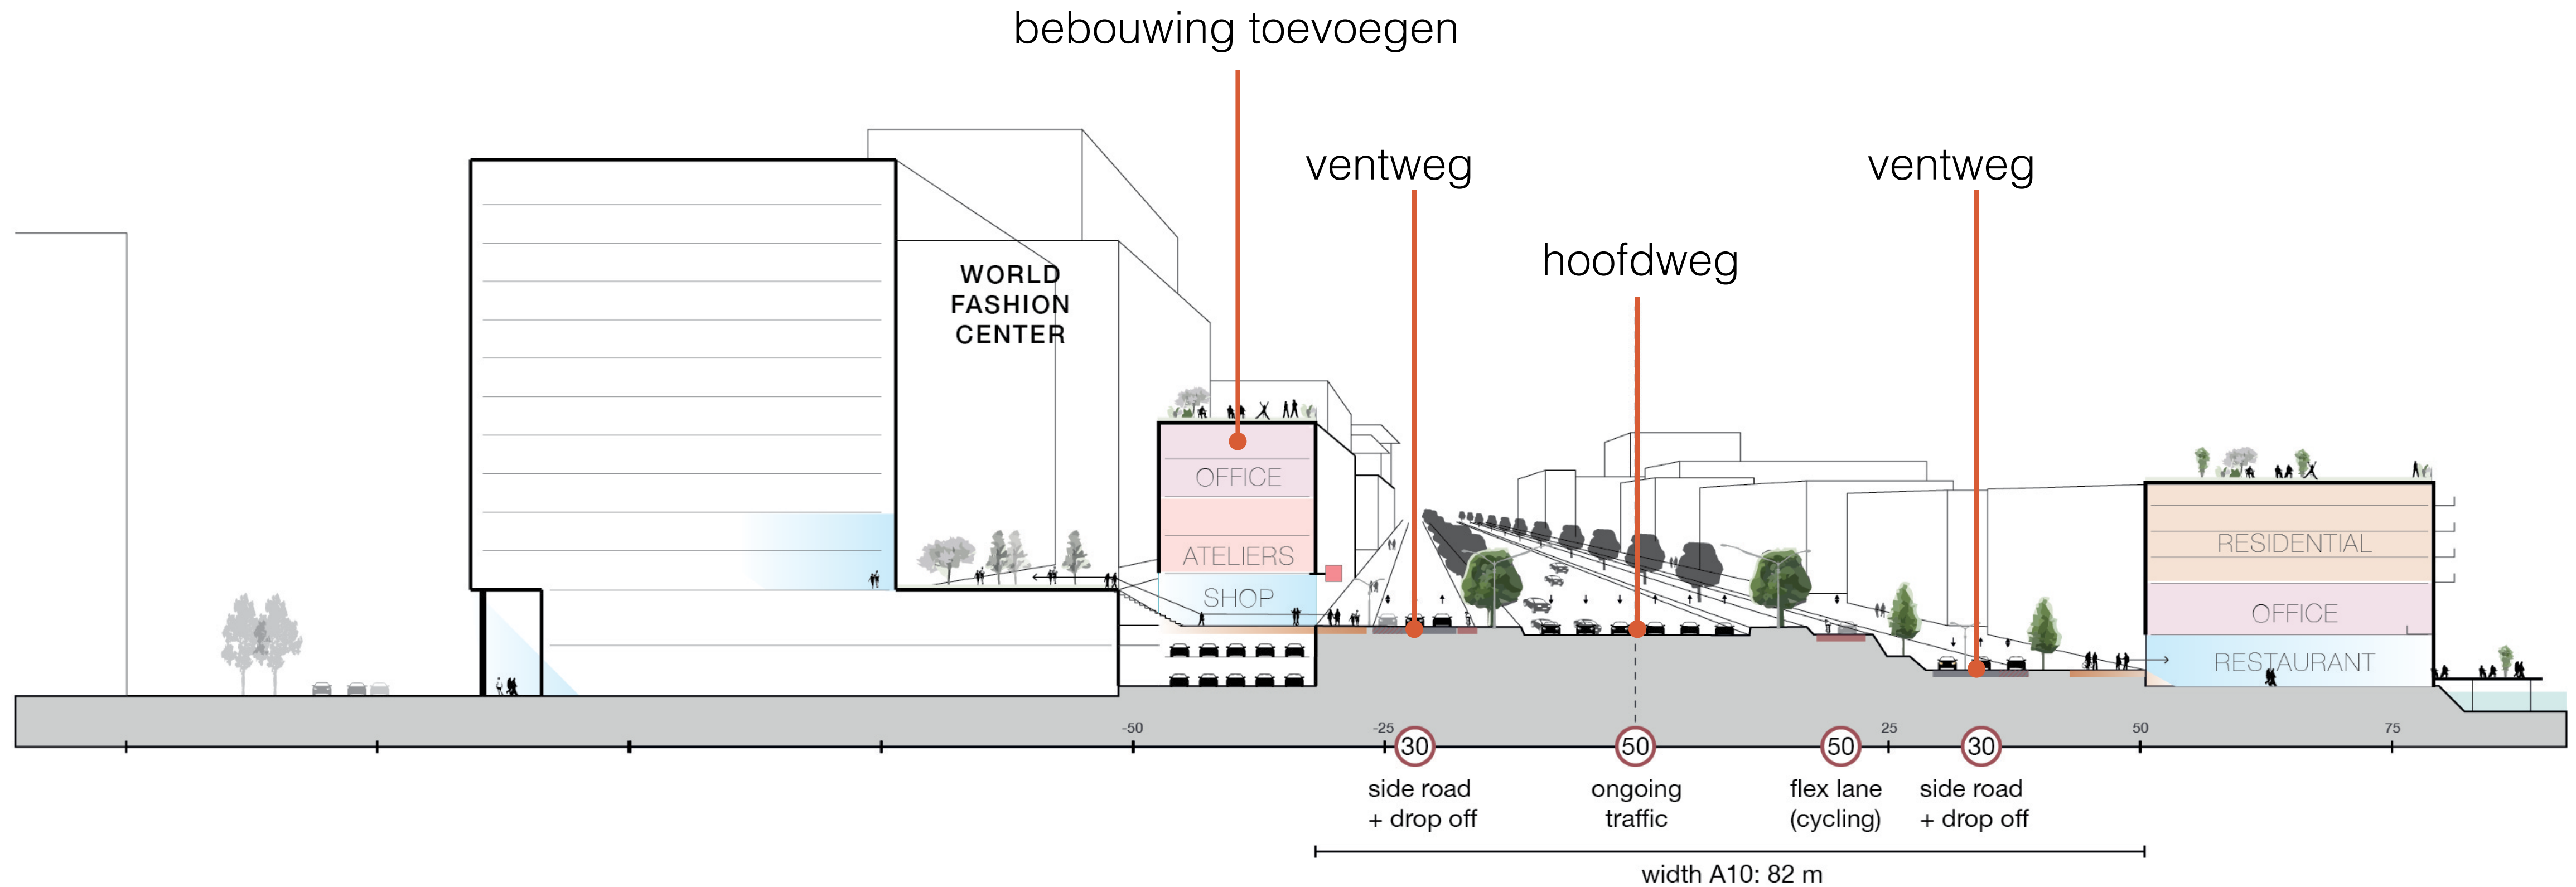 bebouwing toevoegen
ventweg
ventweg
hoofdweg
WORLD
FASHION
CENTER
OFFICE
ATELIERS
SHOP
RESIDENTIAL
OFFICE
RESTAURANT
-50
-25
25
50
75
30
50
50
30
side road
+ drop off
ongoing
traffic
flex lane
(cycling)
side road
+ drop off
width A10: 82 m